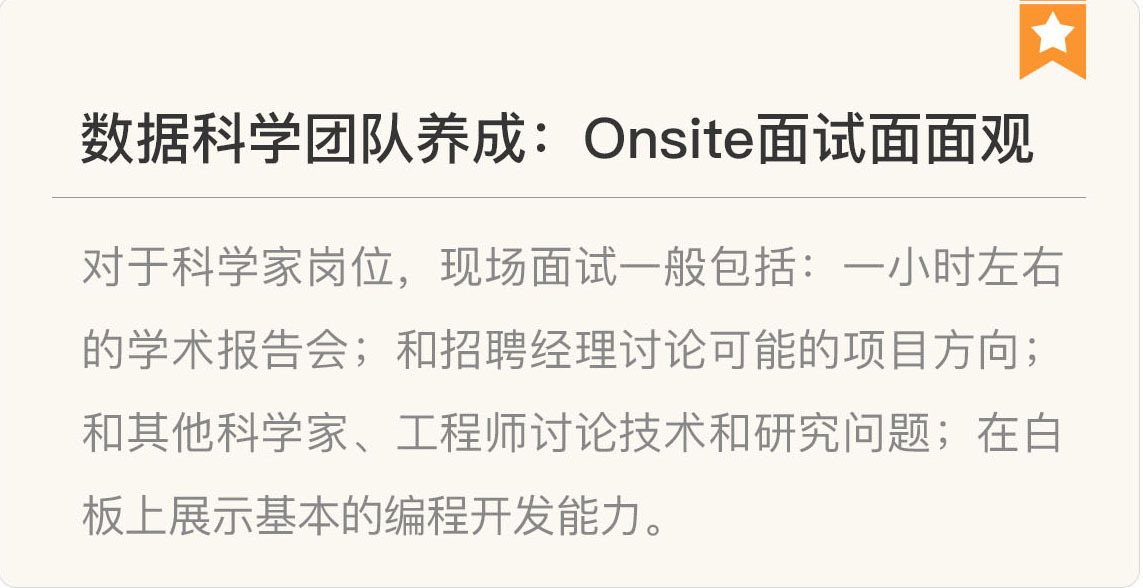 数据科学团队养成：Onsite面试面面观
对于科学家岗位，现场面试一般包括：一小时左右
的学术报告会；和招聘经理讨论可能的项目方向；
和其他科学家、工程师讨论技术和研究问题；在白
板上展示基本的编程开发能力。